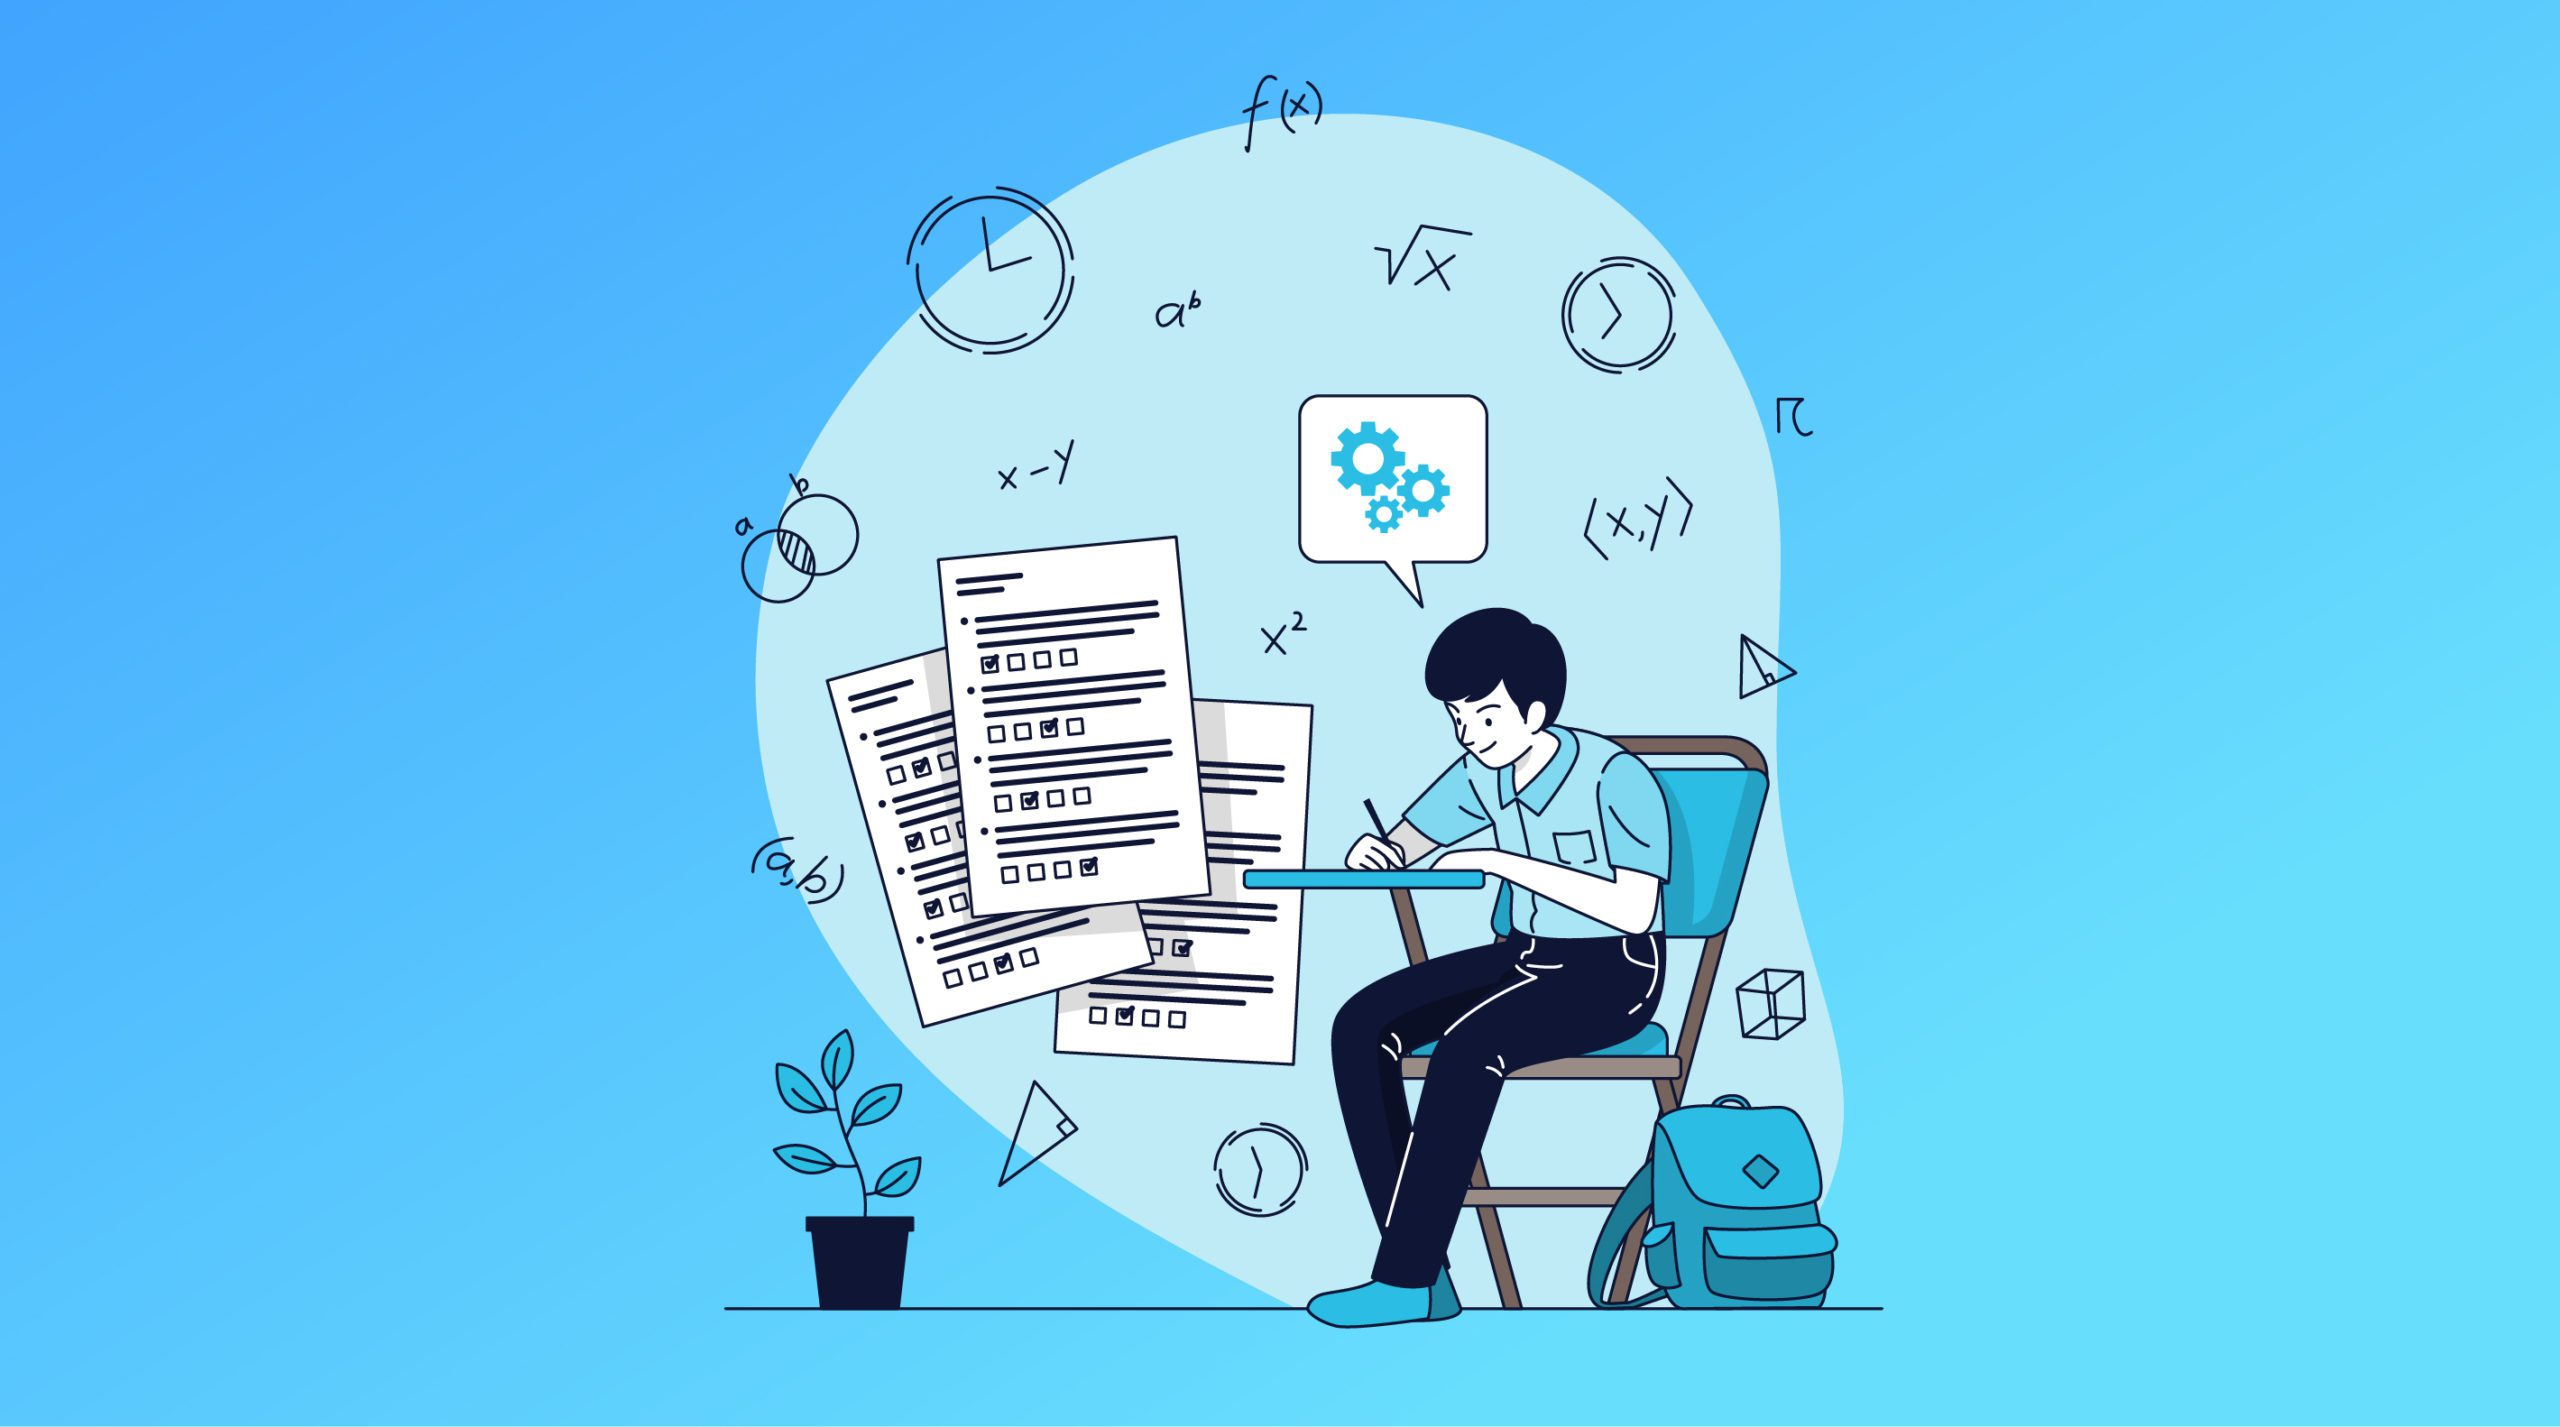 f(x)
√x
a^b
π
x-y
b
a
⟨x,y⟩
x²
(a,b)